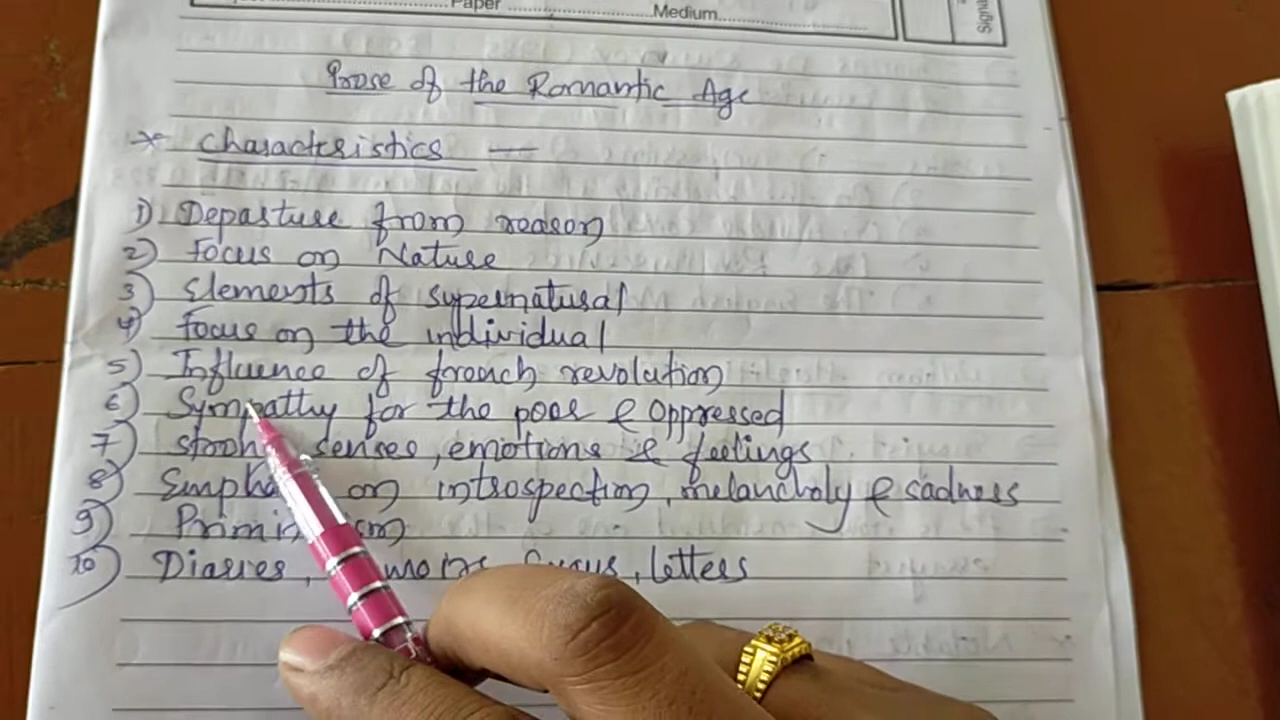 Paper ........................Medium........................
Signa
Prose of the Romantic Age
* Characteristics —
1) Departure from reason
2) Focus on Nature
3) Elements of supernatural
4) Focus on the individual
5) Influence of french revolution
6) Sympathy for the poor & Oppressed
7) senses, emotions & feelings
8) on introspection, melancholy & sadness
9)
10) Diaries, letters